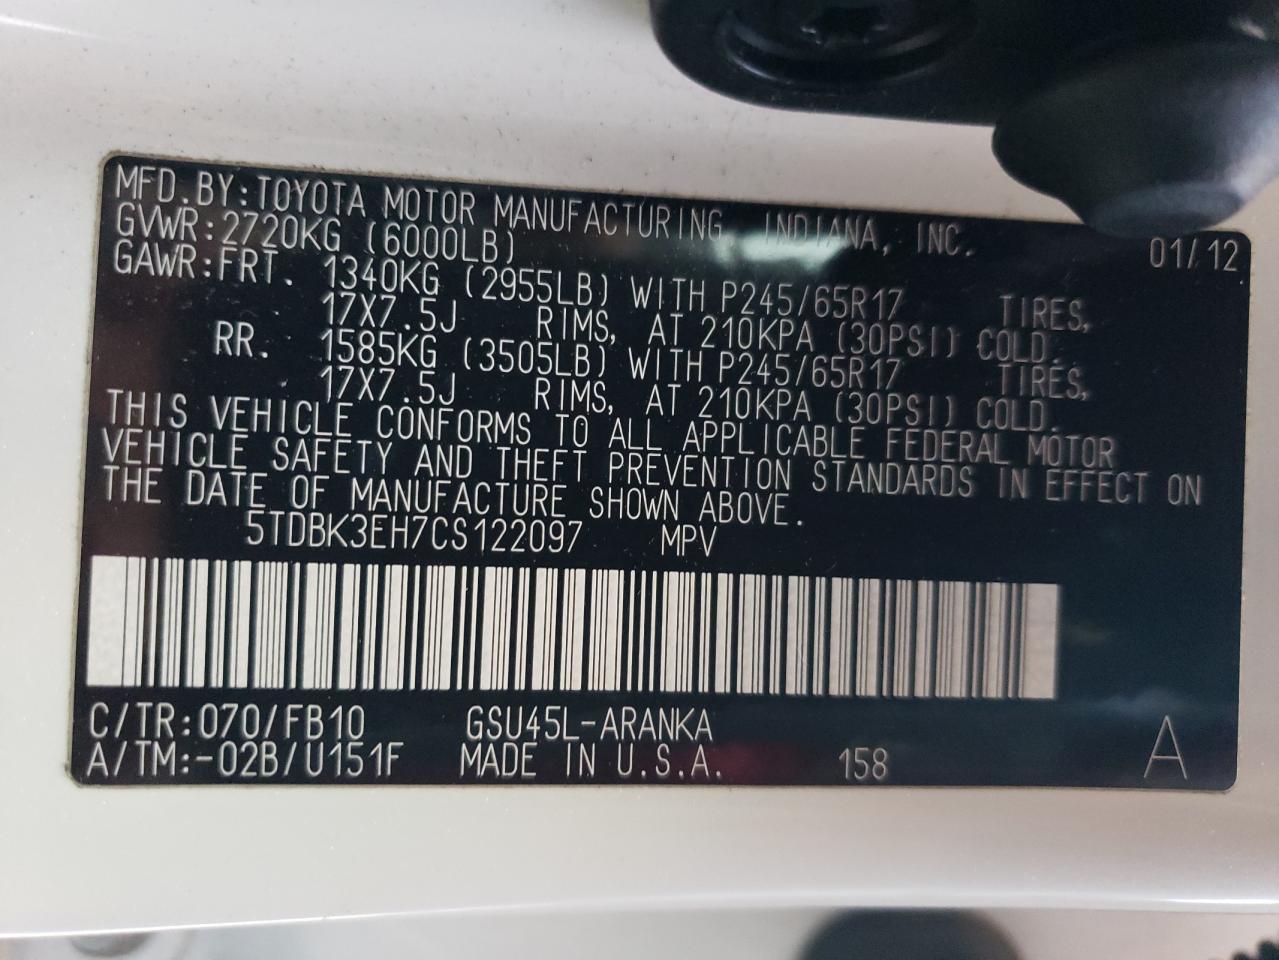 MFD.BY:TOYOTA MOTOR MANUFACTURING, INDIANA, INC. 01/12
GVWR:2720KG (6000LB)
GAWR:FRT. 1340KG (2955LB) WITH P245/65R17 TIRES,
17X7.5J RIMS, AT 210KPA (30PSI) COLD.
RR. 1585KG (3505LB) WITH P245/65R17 TIRES,
17X7.5J RIMS, AT 210KPA (30PSI) COLD.
THIS VEHICLE CONFORMS TO ALL APPLICABLE FEDERAL MOTOR
VEHICLE SAFETY AND THEFT PREVENTION STANDARDS IN EFFECT ON
THE DATE OF MANUFACTURE SHOWN ABOVE.
5TDBK3EH7CS122097 MPV
C/TR:070/FB10 GSU45L-ARANKA
A/TM:-02B/U151F MADE IN U.S.A. 158 A